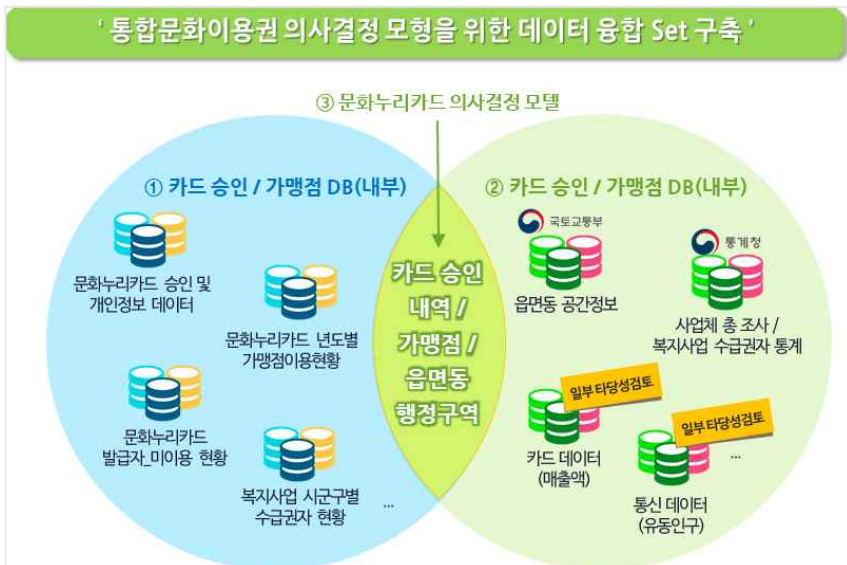 ' 통합문화이용권 의사결정 모형을 위한 데이터 융합 Set 구축 '
③ 문화누리카드 의사결정 모델
① 카드 승인 / 가맹점 DB(내부)
문화누리카드 승인 및
개인정보 데이터
문화누리카드 년도별
가맹점이용현황
문화누리카드
발급자_미이용 현황
복지사업 시군구별
수급권자 현황
...
카드 승인
내역 /
가맹점 /
읍면동
행정구역
② 카드 승인 / 가맹점 DB(내부)
국토교통부
읍면동 공간정보
통계청
사업체 총 조사 /
복지사업 수급권자 통계
일부 타당성검토
카드 데이터
(매출액)
일부 타당성검토
...
통신 데이터
(유동인구)